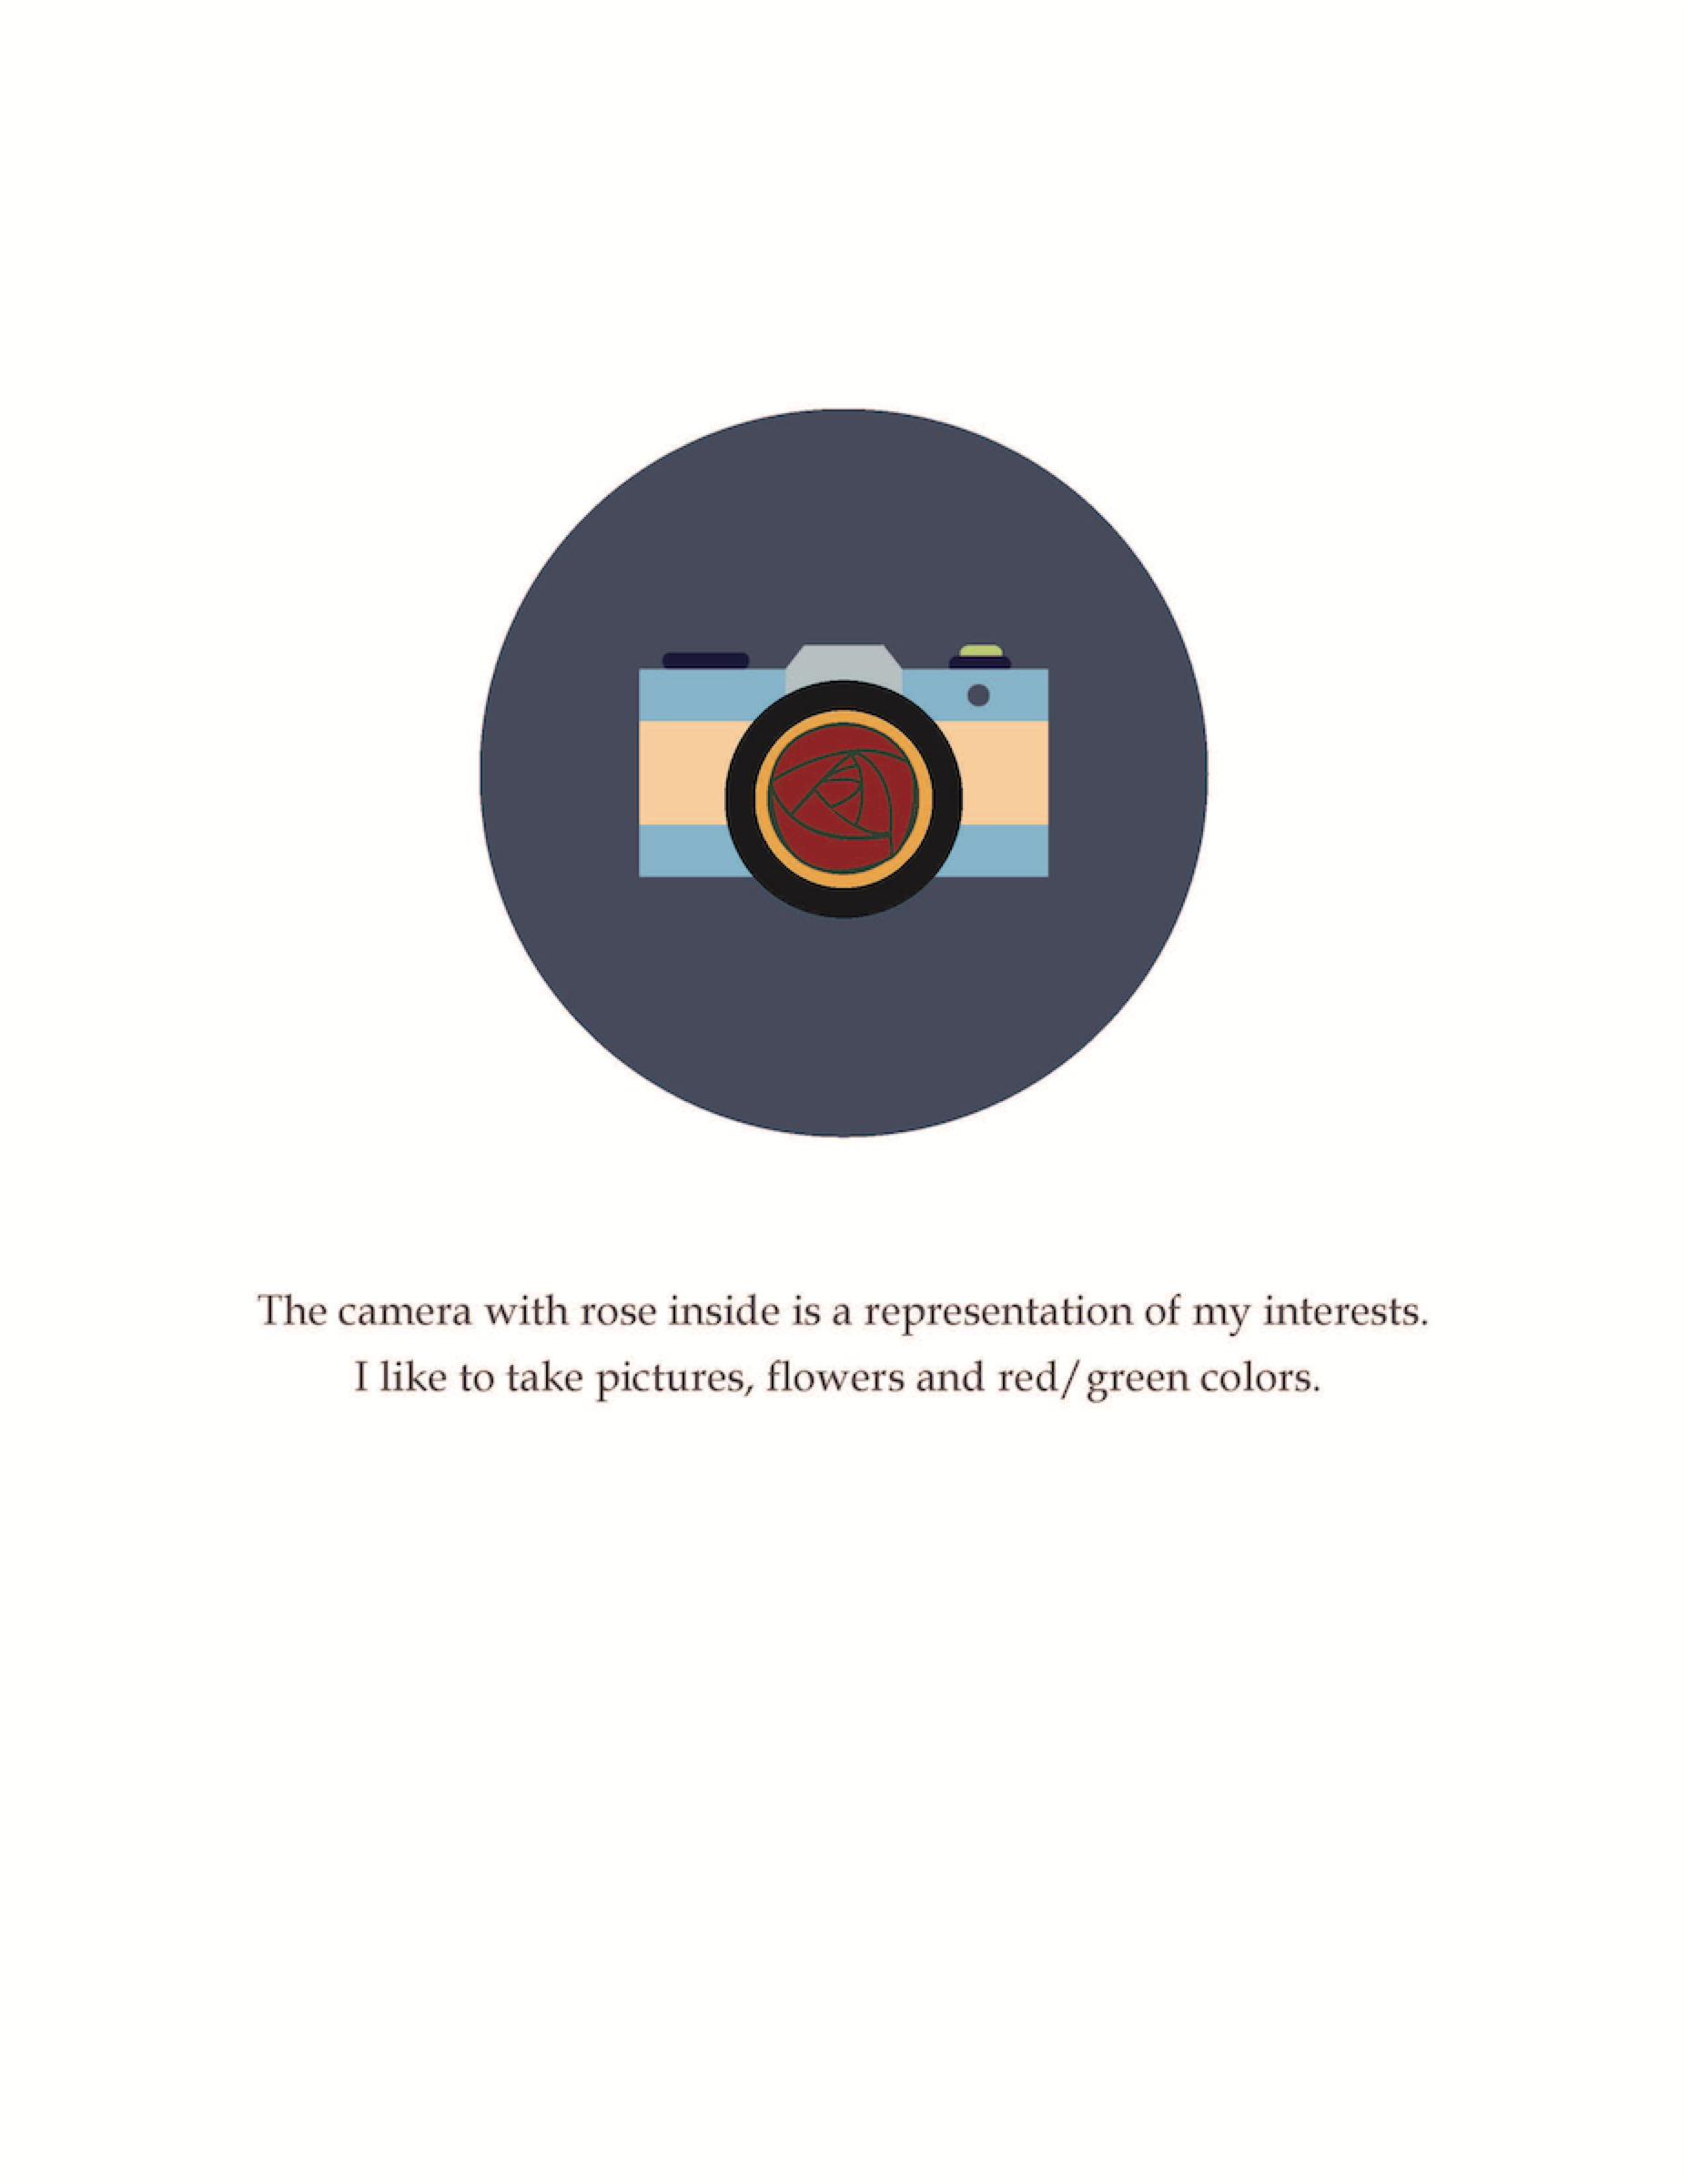 The camera with rose inside is a representation of my interests.
I like to take pictures, flowers and red/green colors.